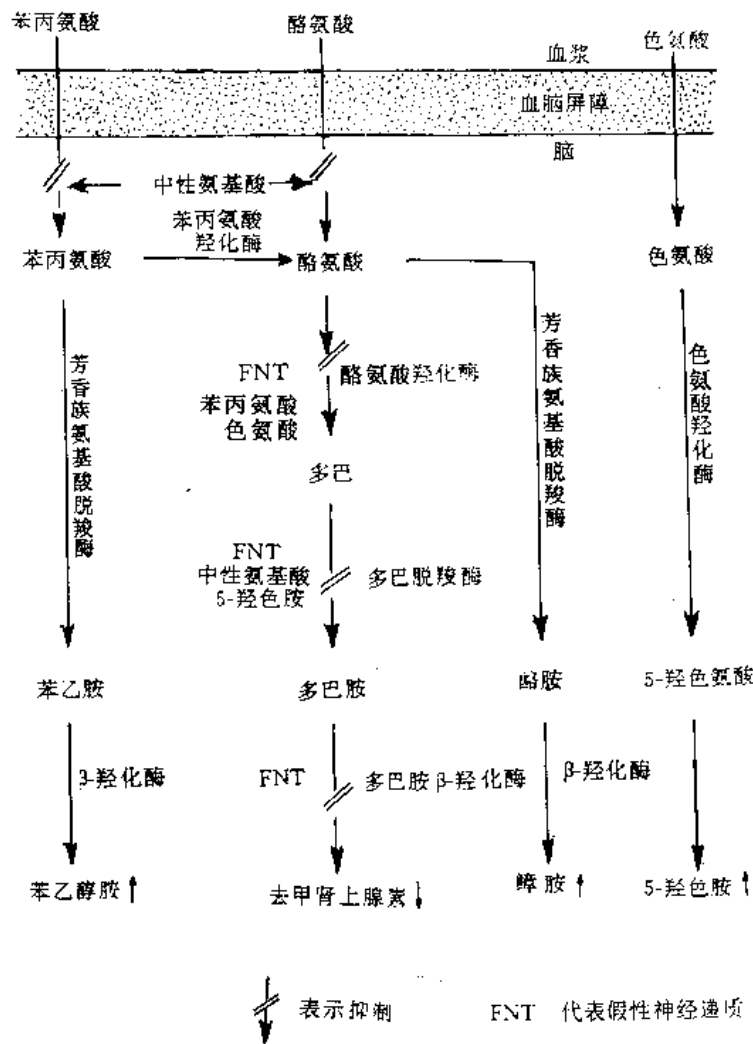 苯丙氨酸 酪氨酸 色氨酸
血浆
血脑屏障
脑
中性氨基酸
苯丙氨酸
羟化酶
苯丙氨酸 酪氨酸 色氨酸
芳香族氨基酸脱羧酶
FNT 酪氨酸羟化酶
苯丙氨酸
色氨酸
芳香族氨基酸脱羧酶
色氨酸羟化酶
多巴
FNT
中性氨基酸 多巴脱羧酶
5-羟色胺
苯乙胺 多巴胺 酪胺 5-羟色氨酸
β-羟化酶 FNT 多巴胺β-羟化酶 β-羟化酶
苯乙醇胺↑ 去甲肾上腺素↓ 鱆胺↑ 5-羟色胺↑
表示抑制 FNT 代表假性神经递质